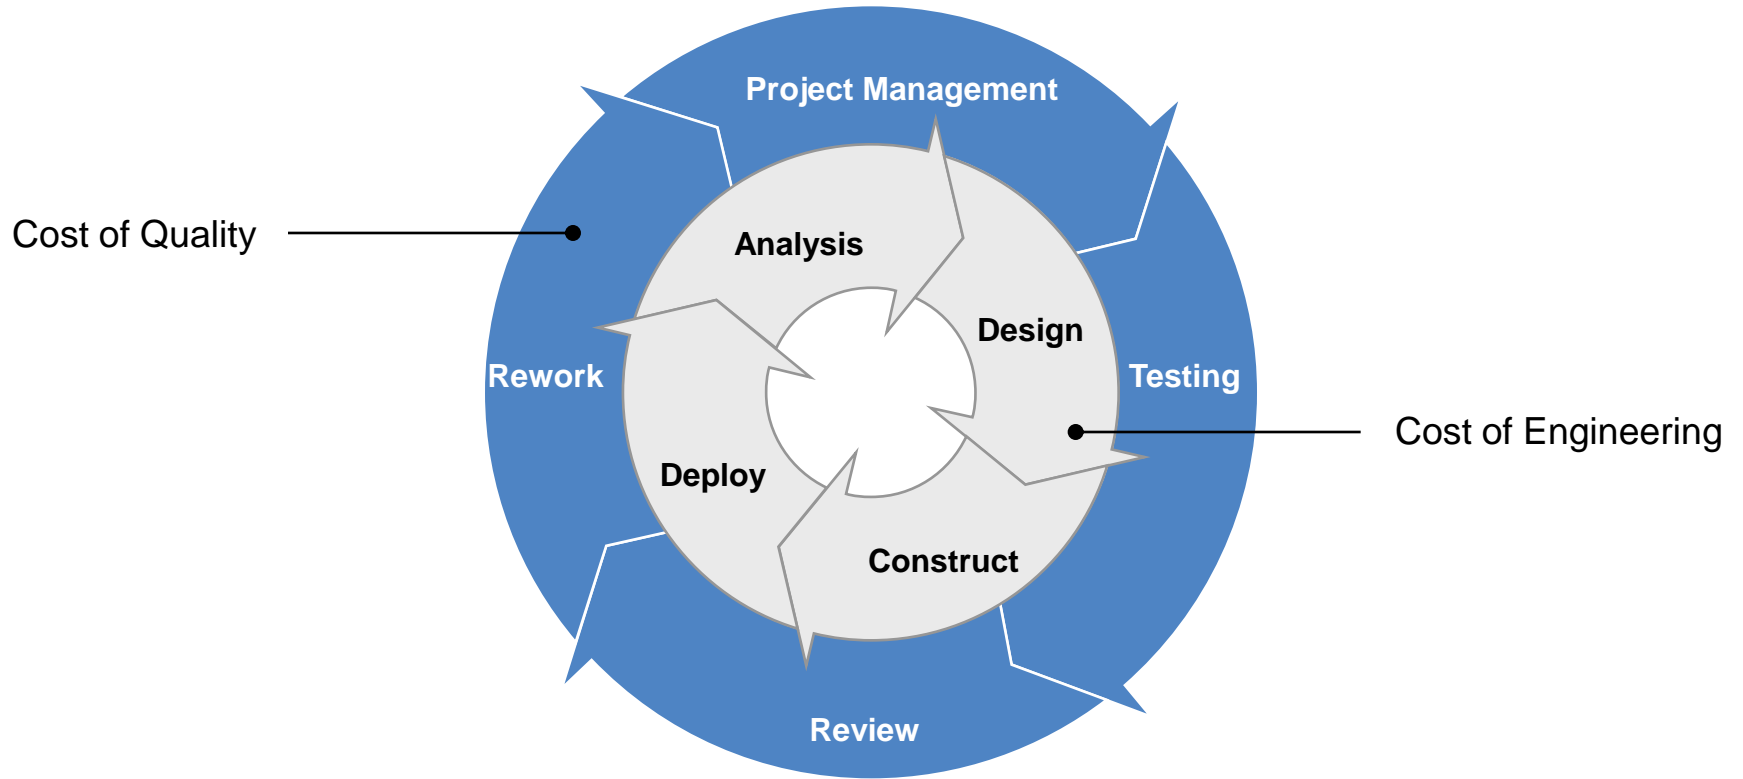 Project Management
Cost of Quality
Analysis
Design
Rework
Testing
Cost of Engineering
Deploy
Construct
Review